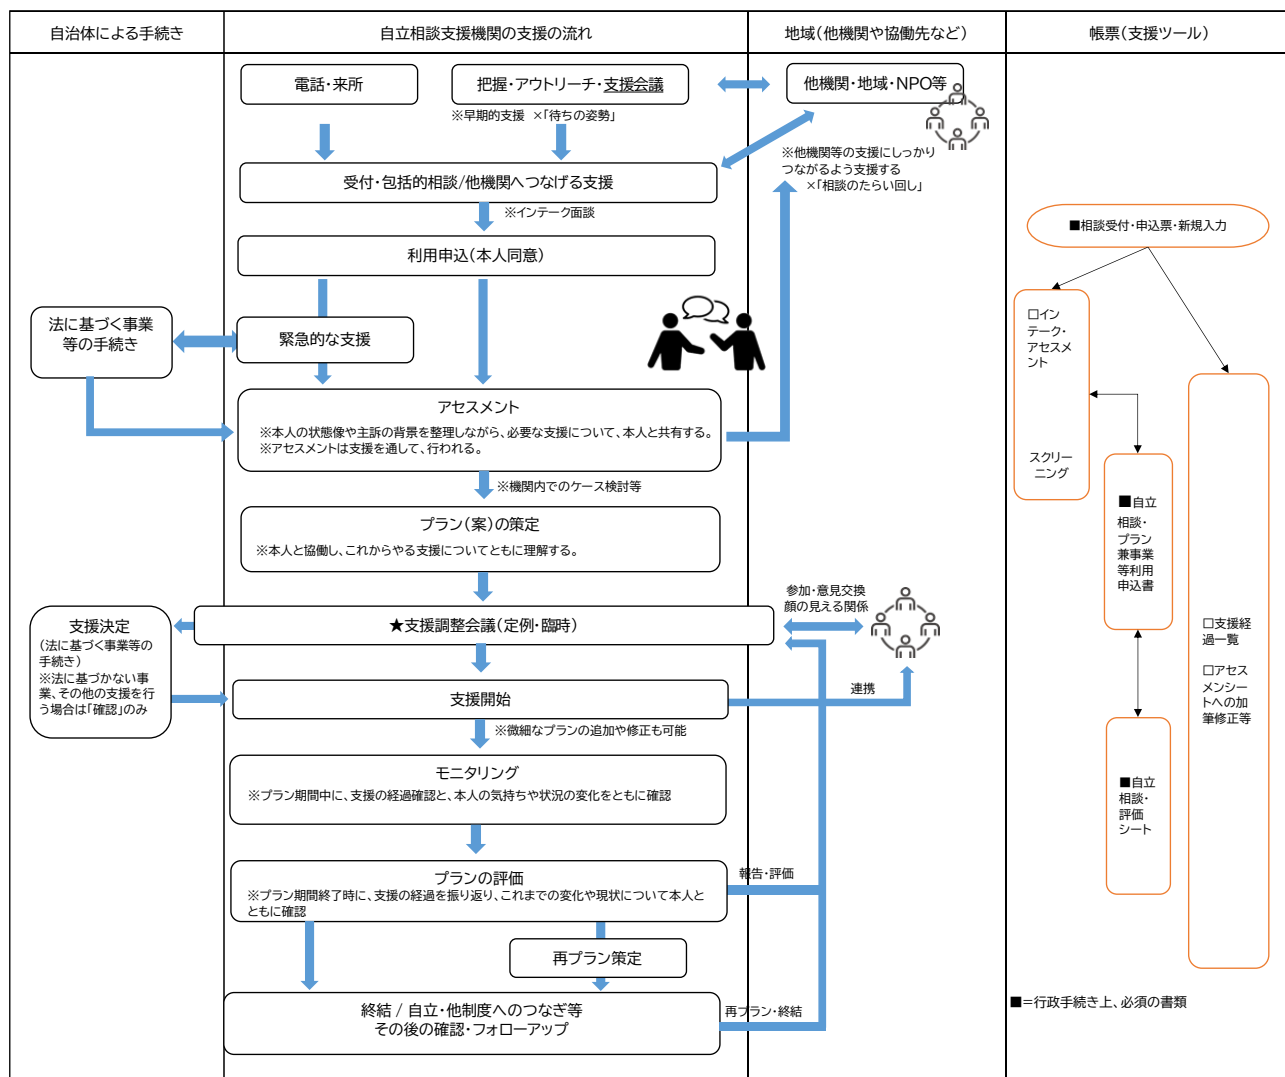 自治体による手続き
自立相談支援機関の支援の流れ
地域(他機関や協働先など)
帳票(支援ツール)
電話・来所
把握・アウトリーチ・支援会議
他機関・地域・NPO等
※早期的支援 ×「待ちの姿勢」
※他機関等の支援にしっかり
つながるよう支援する
×「相談のたらい回し」
受付・包括的相談/他機関へつなげる支援
※インテーク面談
利用申込(本人同意)
法に基づく事業
等の手続き
緊急的な支援
アセスメント
※本人の状態像や主訴の背景を整理しながら、必要な支援について、本人と共有する。
※アセスメントは支援を通して、行われる。
※機関内でのケース検討等
プラン(案)の策定
※本人と協働し、これからやる支援についてともに理解する。
参加・意見交換
顔の見える関係
★支援調整会議(定例・臨時)
支援決定
(法に基づく事業等の
手続き)
※法に基づかない事
業、その他の支援を行
う場合は「確認」のみ
支援開始
連携
※微細なプランの追加や修正も可能
モニタリング
※プラン期間中に、支援の経過確認と、本人の気持ちや状況の変化をともに確認
プランの評価
※プラン期間終了時に、支援の経過を振り返り、これまでの変化や現状について本人と
ともに確認
報告・評価
再プラン策定
終結 / 自立・他制度へのつなぎ等
その後の確認・フォローアップ
再プラン・終結
■相談受付・申込票・新規入力
□イン
テーク・
アセスメ
ント
スクリー
ニング
■自立
相談・
プラン
兼事業
等利用
申込書
□支援経
過一覧
□アセス
メンシー
トへの加
筆修正等
■自立
相談・
評価
シート
■=行政手続き上、必須の書類